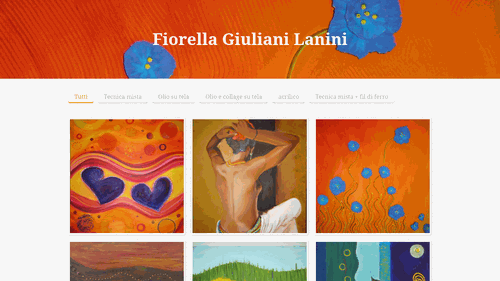 Fiorella Giuliani Lanini
Tutti Tecnica mista Olio su tela Olio e collage su tela acrilico Tecnica mista + fil di ferro